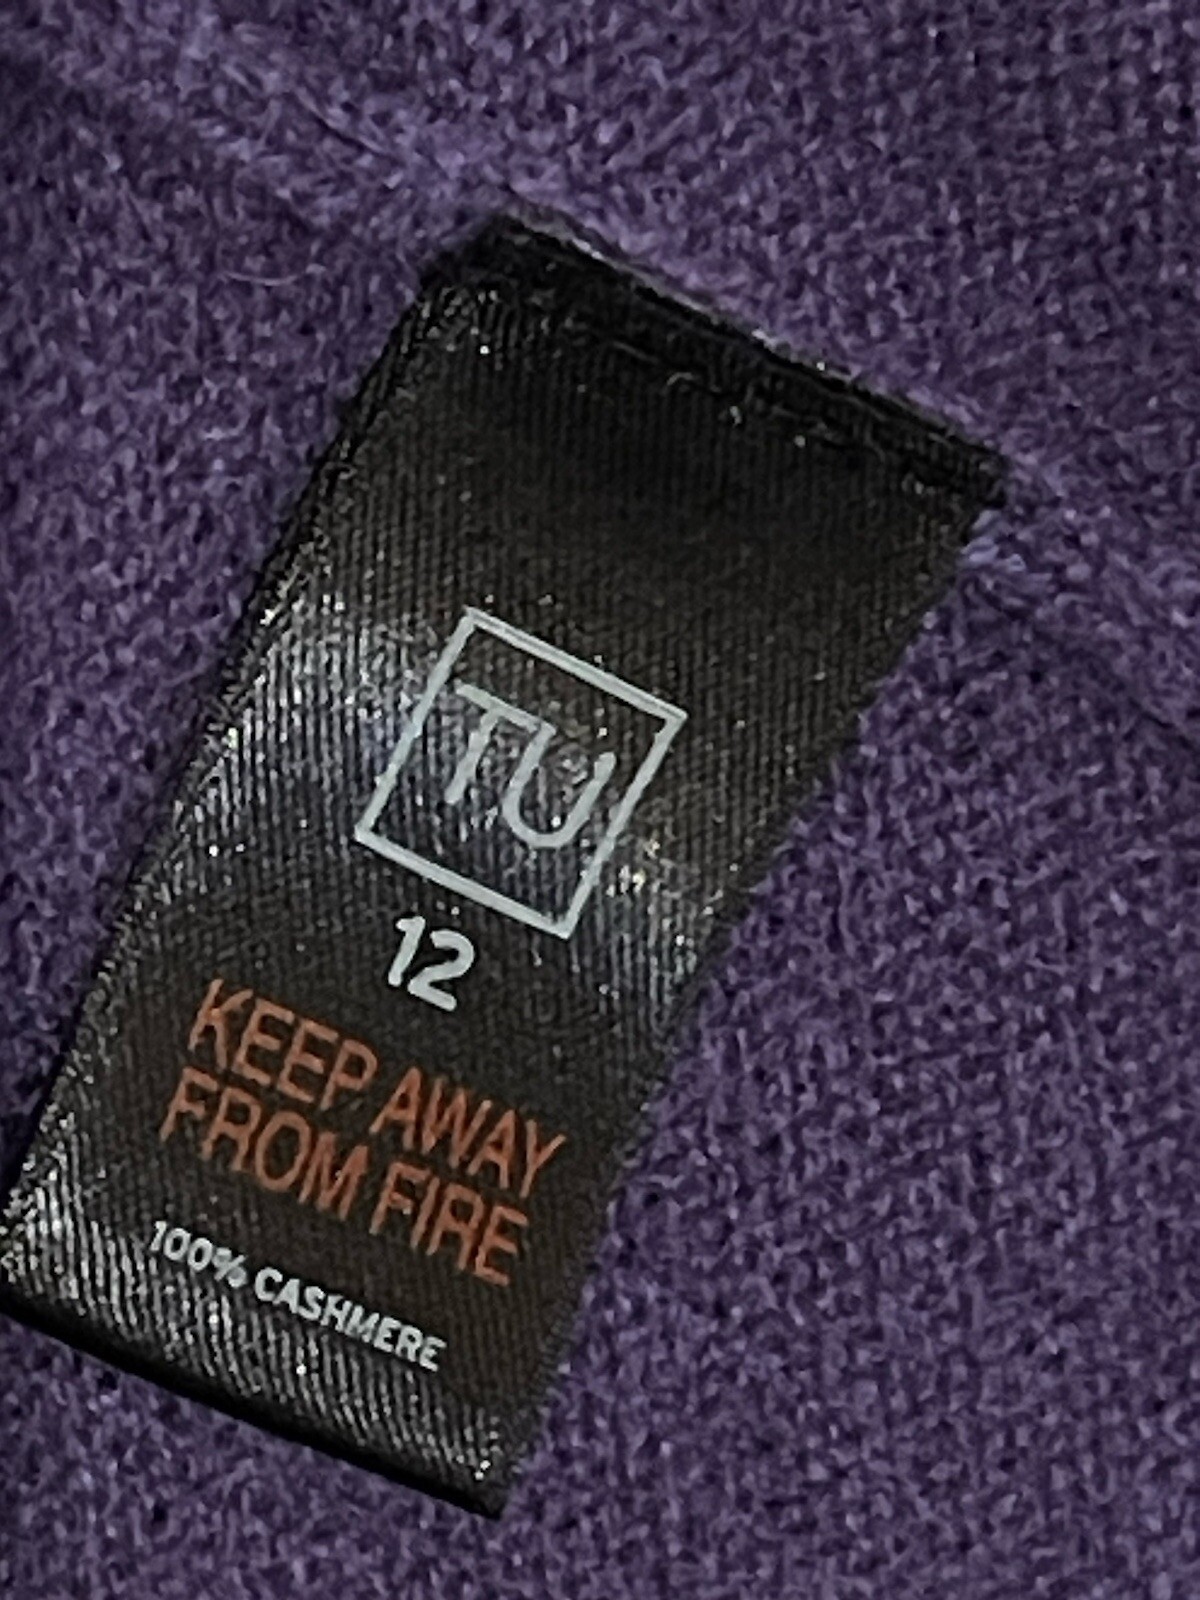 TU
12
KEEP AWAY
FROM FIRE
100% CASHMERE